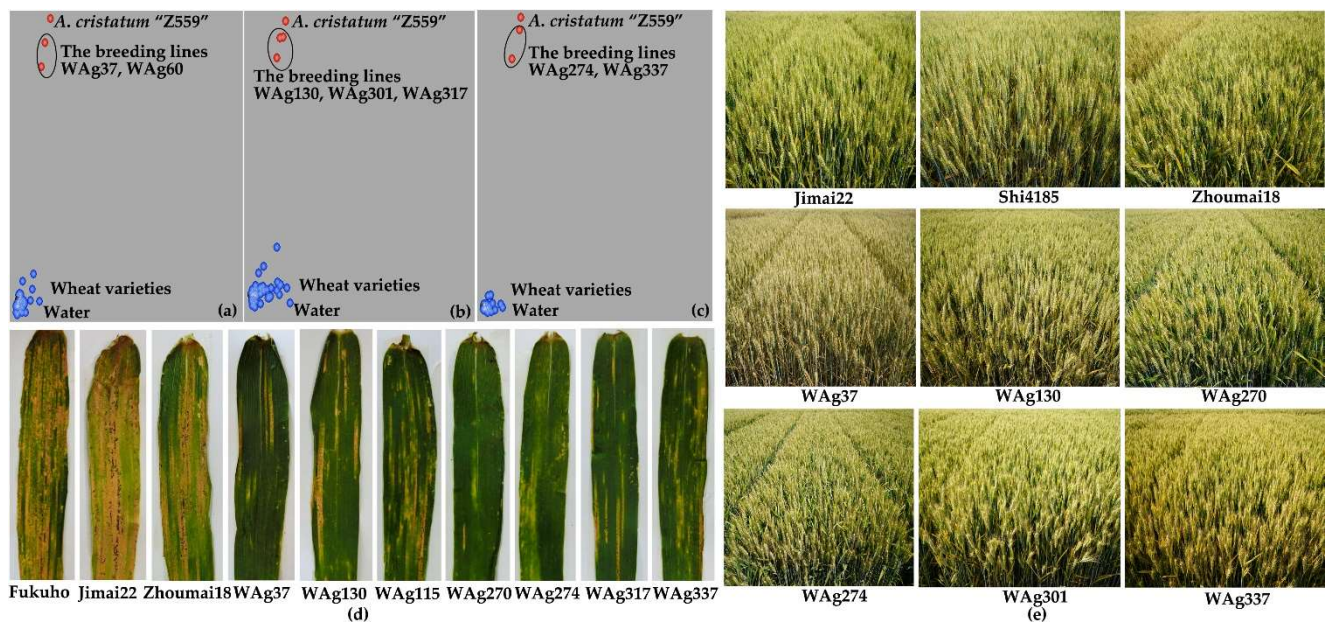 A. cristatum “Z559”
The breeding lines
WAg37, WAg60
Wheat varieties
Water
(a)
A. cristatum “Z559”
The breeding lines
WAg130, WAg301, WAg317
Wheat varieties
Water
(b)
A. cristatum “Z559”
The breeding lines
WAg274, WAg337
Wheat varieties
Water
(c)
Fukuho Jimai22 Zhoumai18 WAg37 WAg130 WAg115 WAg270 WAg274 WAg317 WAg337
(d)
Jimai22 Shi4185 Zhoumai18
WAg37 WAg130 WAg270
WAg274 WAg301 WAg337
(e)